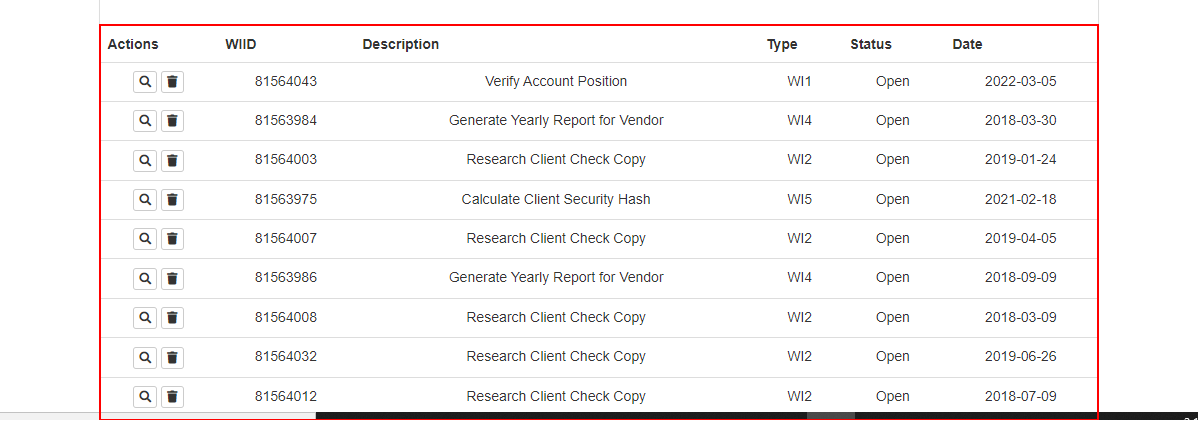 Actions WIID Description Type Status Date
81564043 Verify Account Position WI1 Open 2022-03-05
81563984 Generate Yearly Report for Vendor WI4 Open 2018-03-30
81564003 Research Client Check Copy WI2 Open 2019-01-24
81563975 Calculate Client Security Hash WI5 Open 2021-02-18
81564007 Research Client Check Copy WI2 Open 2019-04-05
81563986 Generate Yearly Report for Vendor WI4 Open 2018-09-09
81564008 Research Client Check Copy WI2 Open 2018-03-09
81564032 Research Client Check Copy WI2 Open 2019-06-26
81564012 Research Client Check Copy WI2 Open 2018-07-09